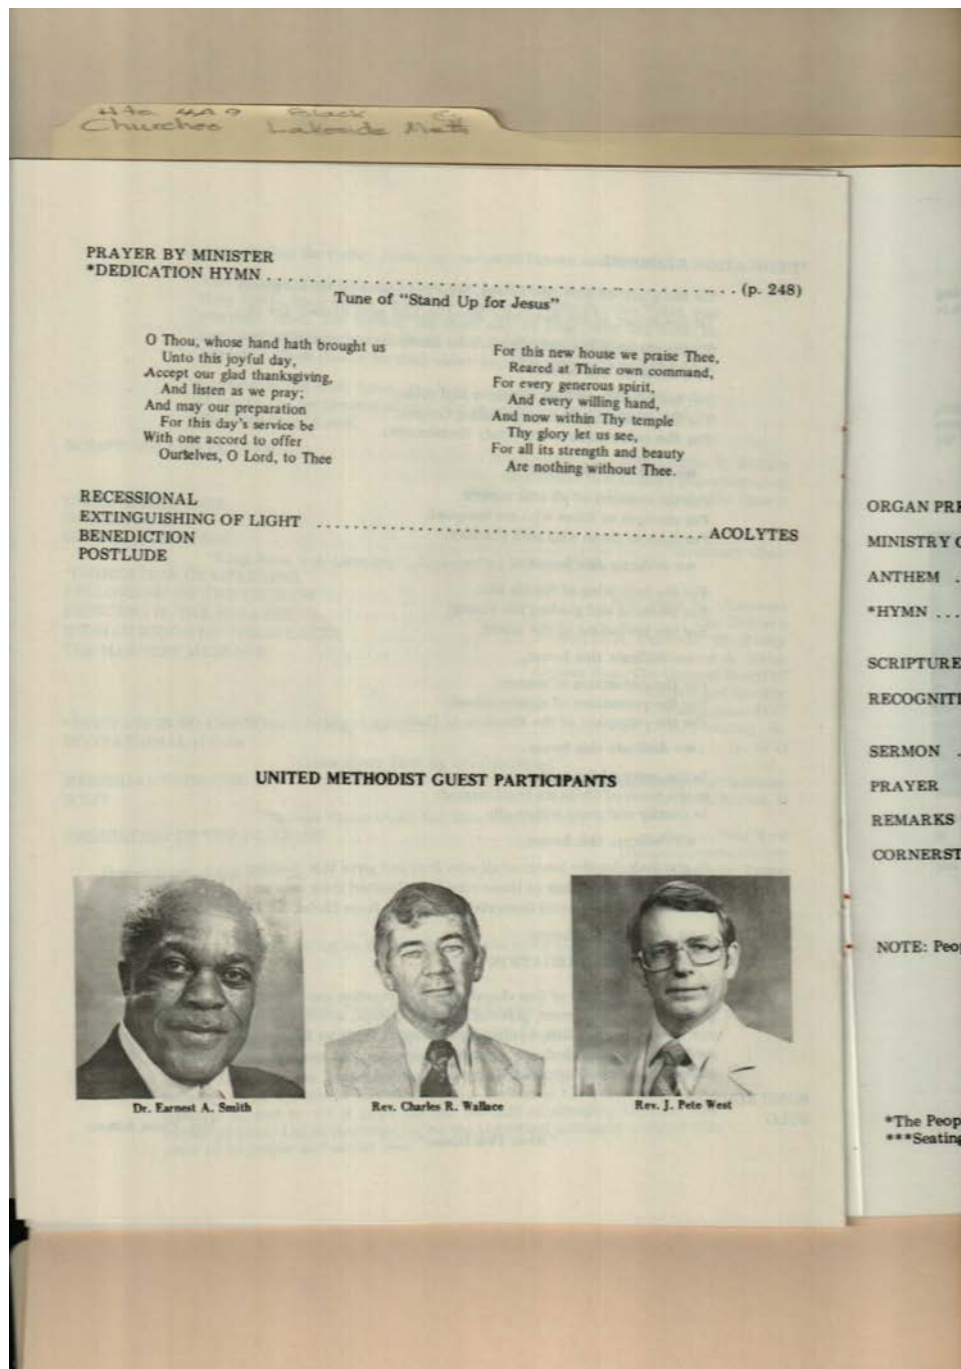 Black
Churches Lakeside Meth
PRAYER BY MINISTER
*DEDICATION HYMN . . . . . . . . . . . . . . . . . . . . . . . . . . . . . . . . . . . . . . . . . . . . . . . . (p. 248)
Tune of "Stand Up for Jesus"
O Thou, whose hand hath brought us
Unto this joyful day,
Accept our glad thanksgiving,
And listen as we pray;
And may our preparation
For this day's service be
With one accord to offer
Ourselves, O Lord, to Thee
For this new house we praise Thee,
Reared at Thine own command,
For every generous spirit,
And every willing hand,
And now within Thy temple
Thy glory let us see,
For all its strength and beauty
Are nothing without Thee.
RECESSIONAL
EXTINGUISHING OF LIGHT . . . . . . . . . . . . . . . . . . . . . . . . . . . . . . . . . . . . . . ACOLYTES
BENEDICTION
POSTLUDE
UNITED METHODIST GUEST PARTICIPANTS
Dr. Earnest A. Smith
Rev. Charles R. Wallace
Rev. J. Pete West
ORGAN PRE
MINISTRY
ANTHEM .
*HYMN . . .
SCRIPTURE
RECOGNITI
SERMON .
PRAYER
REMARKS
CORNERST
NOTE: Peo
*The Peop
***Seating